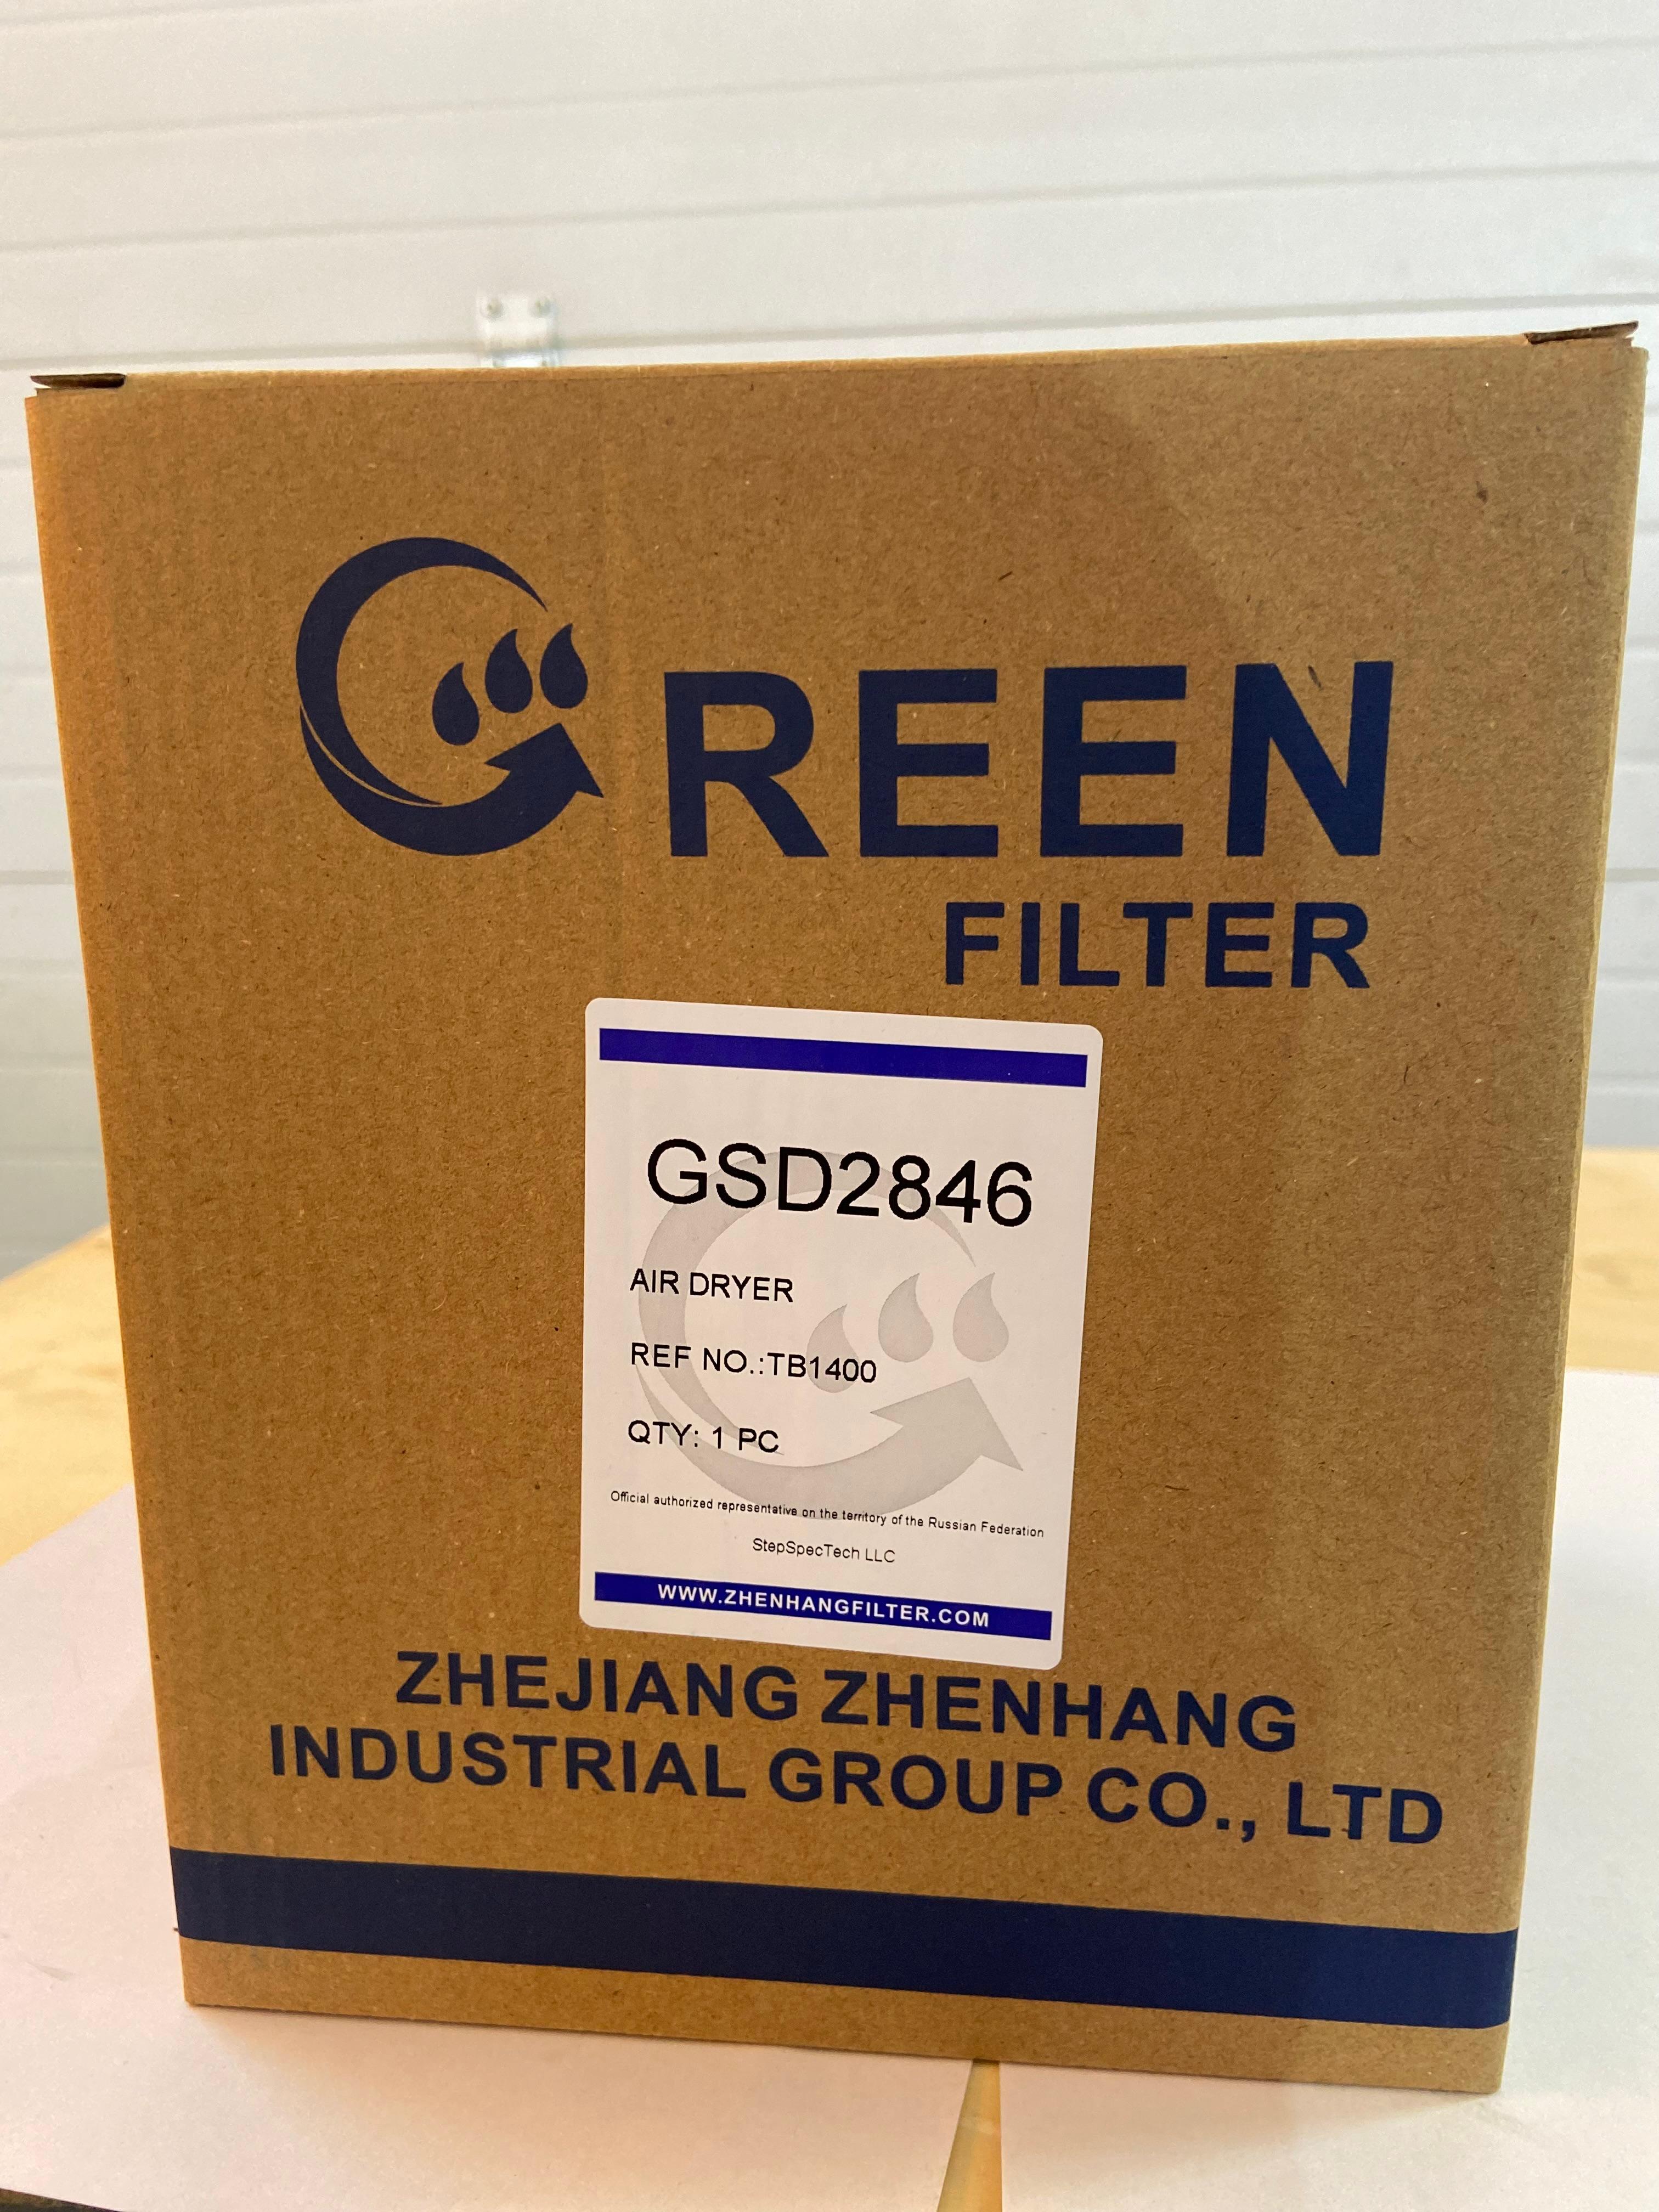 GREEN
FILTER
GSD2846
AIR DRYER
REF NO.:TB1400
QTY: 1 PC
Official authorized representative on the territory of the Russian Federation
StepSpecTech LLC
WWW.ZHENHANGFILTER.COM
ZHEJIANG ZHENHANG
INDUSTRIAL GROUP CO., LTD